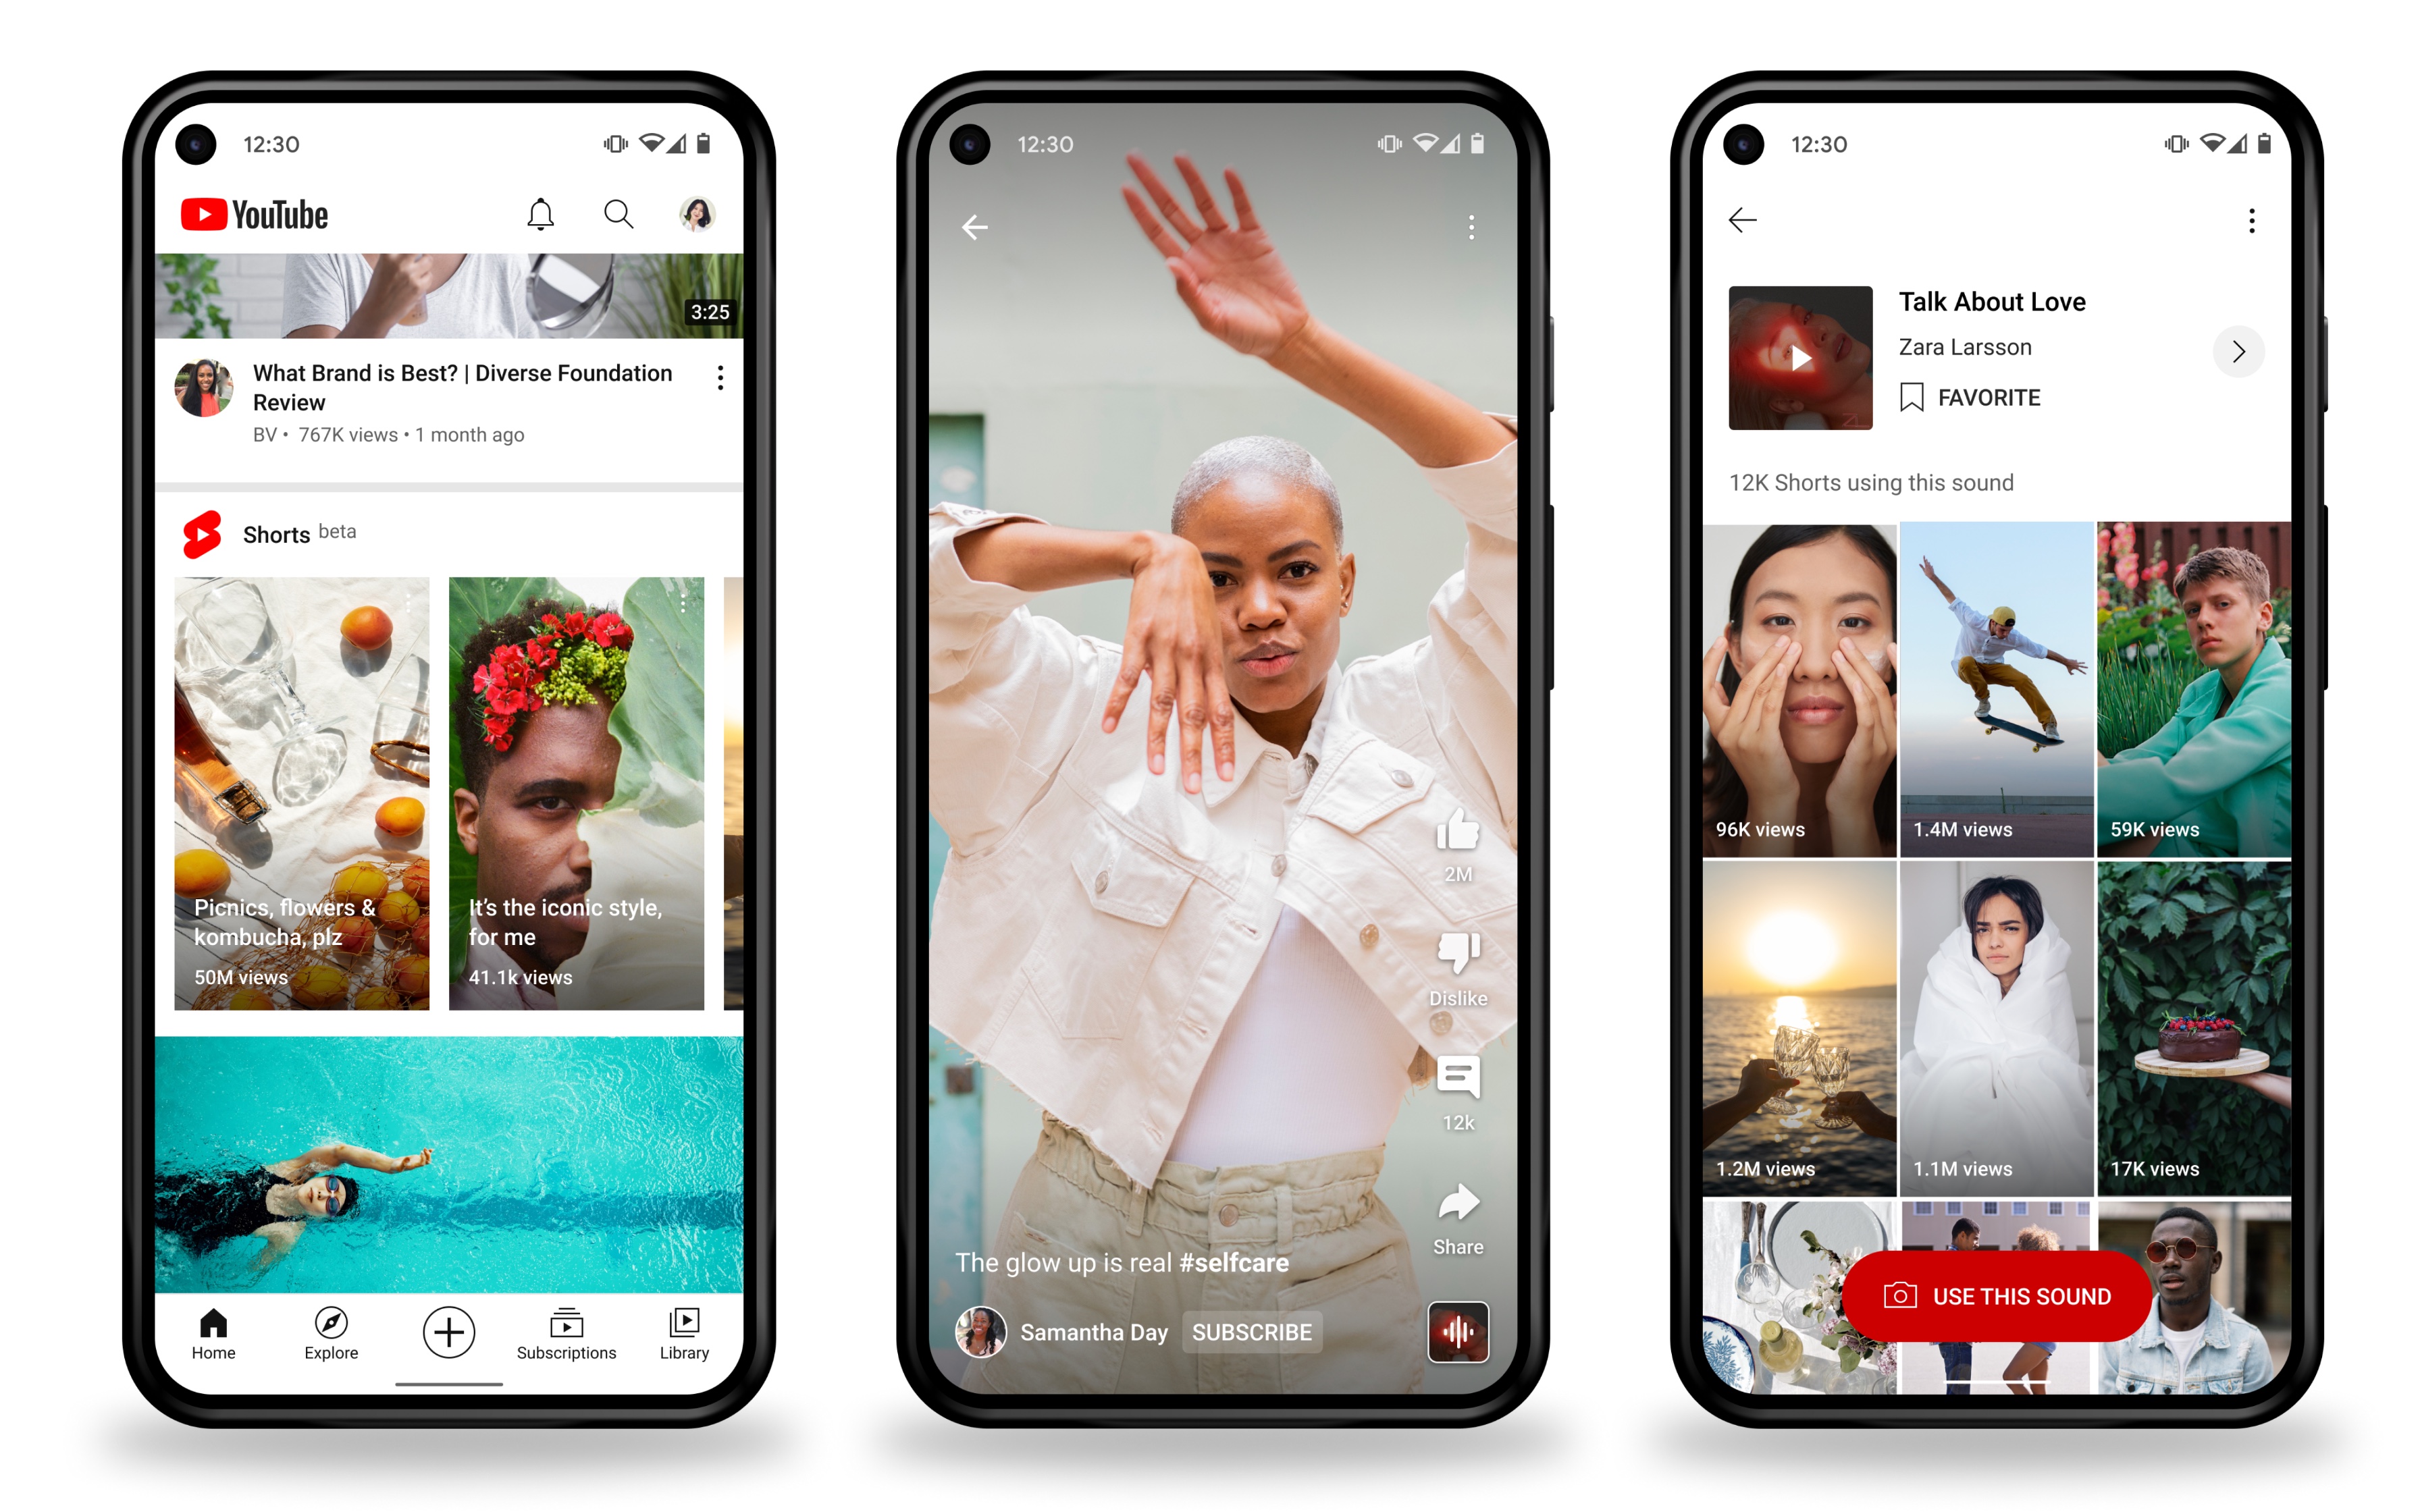 12:30
YouTube
3:25
What Brand is Best? | Diverse Foundation
Review
BV • 767K views • 1 month ago
Shorts beta
Picnics, flowers &
kombucha, plz
50M views
It's the iconic style,
for me
41.1k views
Home
Explore
Subscriptions
Library
12:30
2M
Dislike
12k
Share
The glow up is real #selfcare
Samantha Day
SUBSCRIBE
12:30
Talk About Love
Zara Larsson
FAVORITE
12K Shorts using this sound
96K views
1.4M views
59K views
1.2M views
1.1M views
17K views
USE THIS SOUND